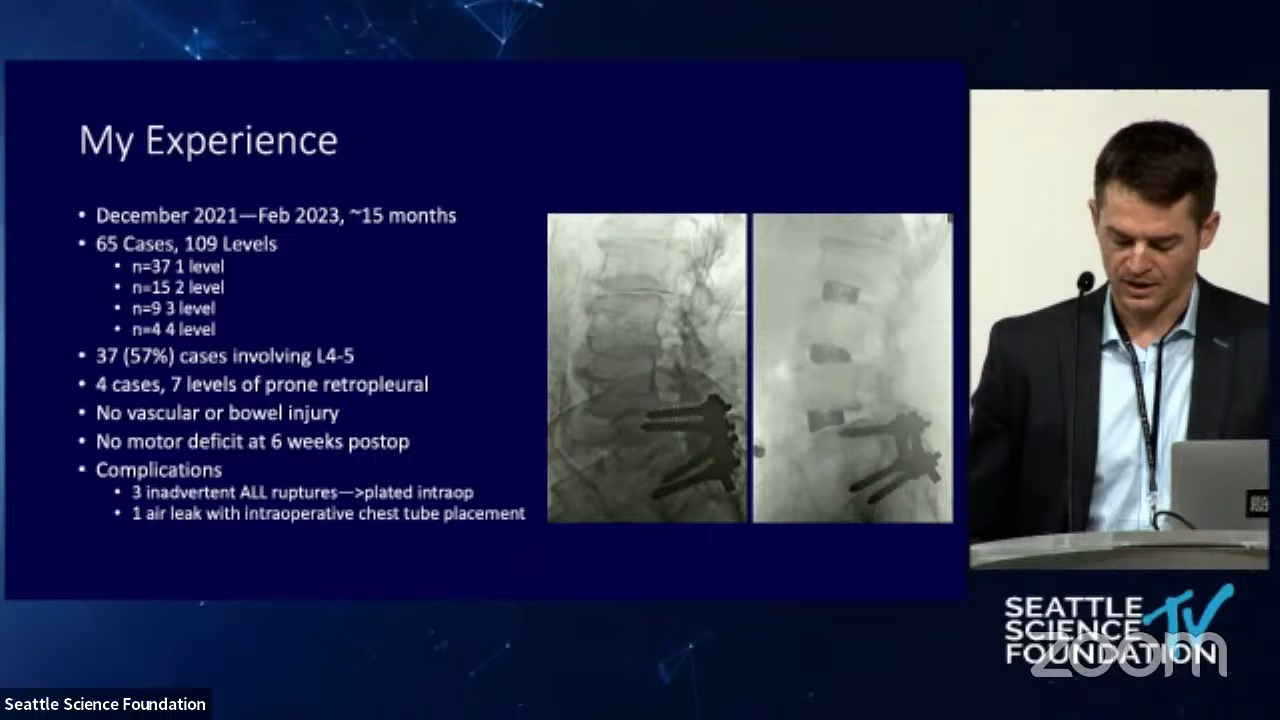 My Experience
• December 2021—Feb 2023, ~15 months
• 65 Cases, 109 Levels
• n=37 1 level
• n=15 2 level
• n=9 3 level
• n=4 4 level
• 37 (57%) cases involving L4-5
• 4 cases, 7 levels of prone retropleural
• No vascular or bowel injury
• No motor deficit at 6 weeks postop
• Complications
• 3 inadvertent ALL ruptures—>plated intraop
• 1 air leak with intraoperative chest tube placement
SEATTLE
SCIENCE TV
FOUNDATION
zoom
Seattle Science Foundation